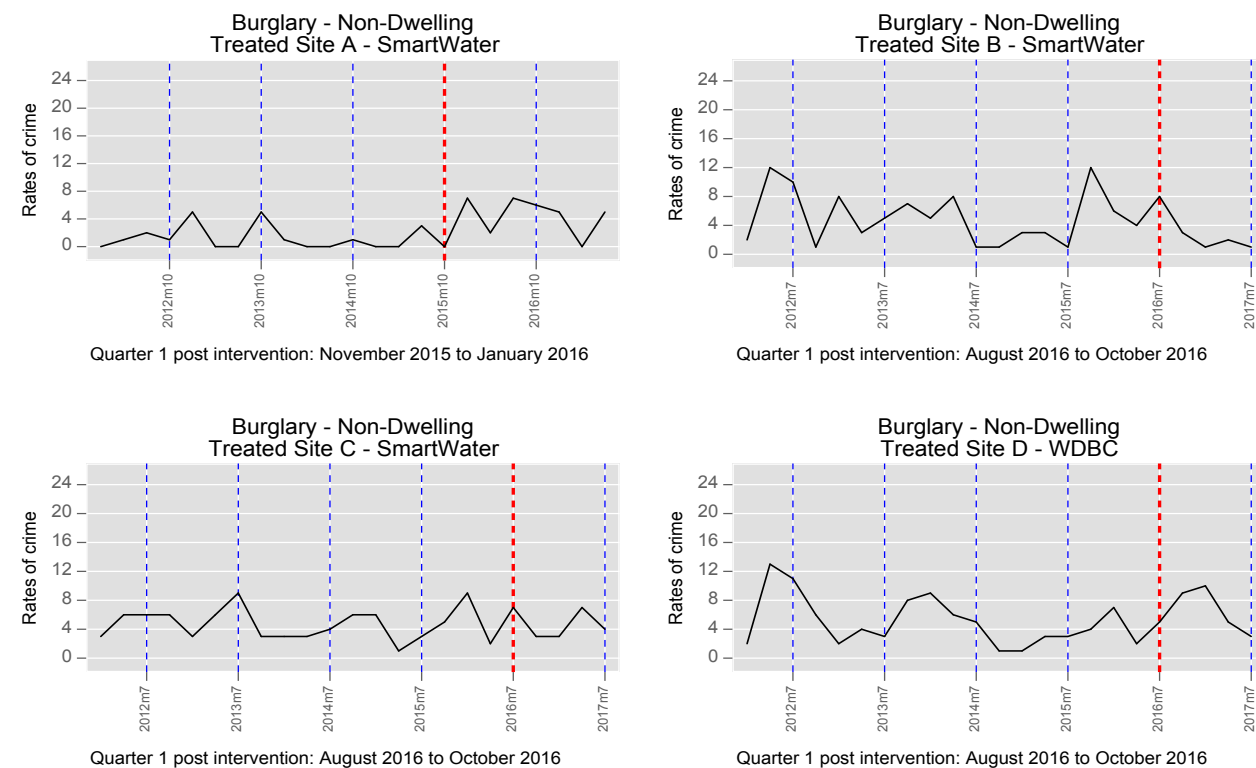 Burglary - Non-Dwelling
Treated Site A - SmartWater
Rates of crime
24
20
16
12
8
4
0
2012m10
2013m10
2014m10
2015m10
2016m10
Quarter 1 post intervention: November 2015 to January 2016
Burglary - Non-Dwelling
Treated Site B - SmartWater
Rates of crime
24
20
16
12
8
4
0
2012m7
2013m7
2014m7
2015m7
2016m7
2017m7
Quarter 1 post intervention: August 2016 to October 2016
Burglary - Non-Dwelling
Treated Site C - SmartWater
Rates of crime
24
20
16
12
8
4
0
2012m7
2013m7
2014m7
2015m7
2016m7
2017m7
Quarter 1 post intervention: August 2016 to October 2016
Burglary - Non-Dwelling
Treated Site D - WDBC
Rates of crime
24
20
16
12
8
4
0
2012m7
2013m7
2014m7
2015m7
2016m7
2017m7
Quarter 1 post intervention: August 2016 to October 2016